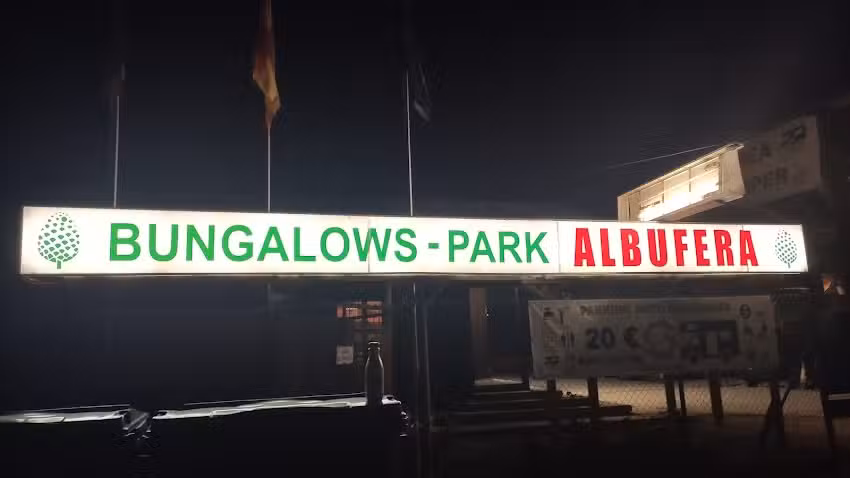 BUNGALOWS - PARK ALBUFERA
20 €